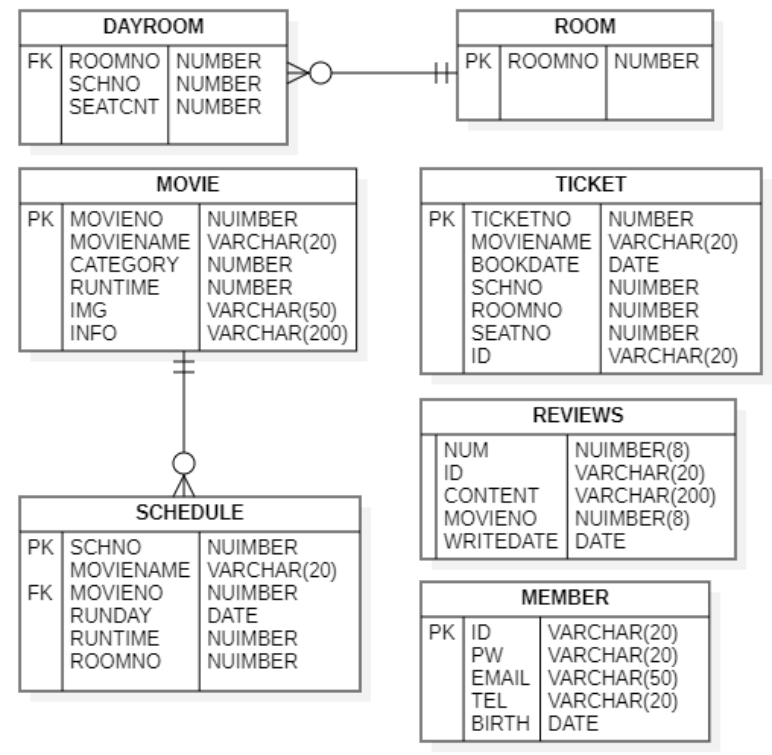 DAYROOM
FK ROOMNO NUMBER
SCHNO NUMBER
SEATCNT NUMBER
ROOM
PK ROOMNO NUMBER
MOVIE
PK MOVIENO NUIMBER
MOVIENAME VARCHAR(20)
CATEGORY NUMBER
RUNTIME NUMBER
IMG VARCHAR(50)
INFO VARCHAR(200)
TICKET
PK TICKETNO NUMBER
MOVIENAME VARCHAR(20)
BOOKDATE DATE
SCHNO NUIMBER
ROOMNO NUIMBER
SEATNO NUIMBER
ID VARCHAR(20)
REVIEWS
NUM NUIMBER(8)
ID VARCHAR(20)
CONTENT VARCHAR(200)
MOVIENO NUIMBER(8)
WRITEDATE DATE
SCHEDULE
PK SCHNO NUIMBER
MOVIENAME VARCHAR(20)
FK MOVIENO NUIMBER
RUNDAY DATE
RUNTIME NUIMBER
ROOMNO NUIMBER
MEMBER
PK ID VARCHAR(20)
PW VARCHAR(20)
EMAIL VARCHAR(50)
TEL VARCHAR(20)
BIRTH DATE